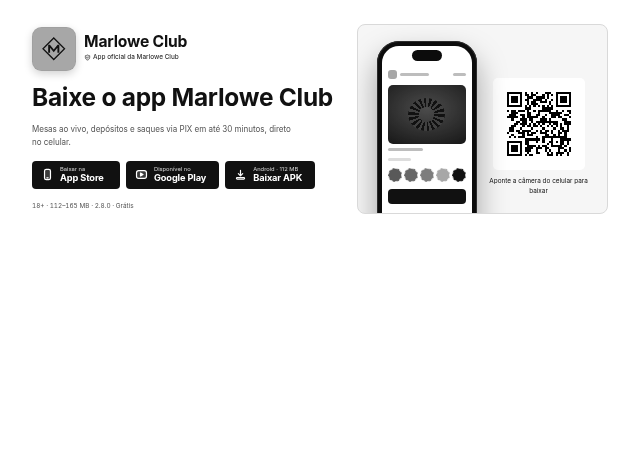 Marlowe Club
App oficial da Marlowe Club
Baixe o app Marlowe Club
Mesas ao vivo, depósitos e saques via PIX em até 30 minutos, direto
no celular.
Baixar na
App Store
Disponível no
Google Play
Android · 112 MB
Baixar APK
18+ · 112–165 MB · 2.8.0 · Grátis
Aponte a câmera do celular para
baixar